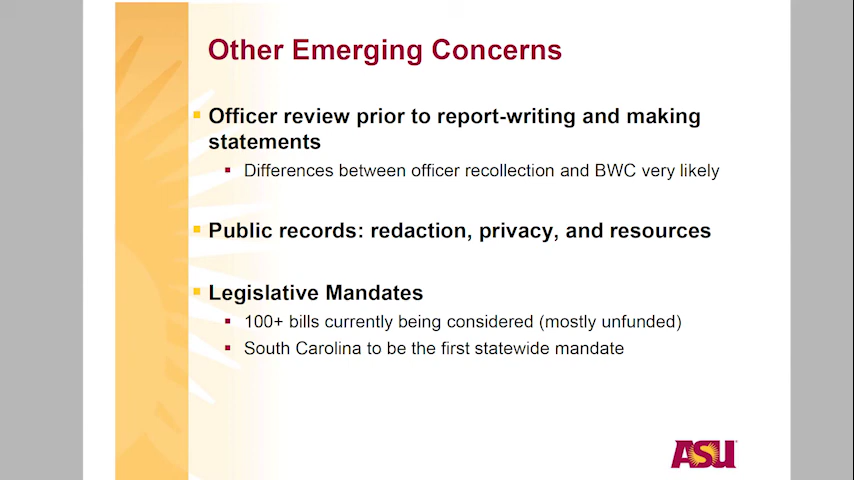 Other Emerging Concerns
Officer review prior to report-writing and making
statements
Differences between officer recollection and BWC very likely
Public records: redaction, privacy, and resources
Legislative Mandates
100+ bills currently being considered (mostly unfunded)
South Carolina to be the first statewide mandate
ASU